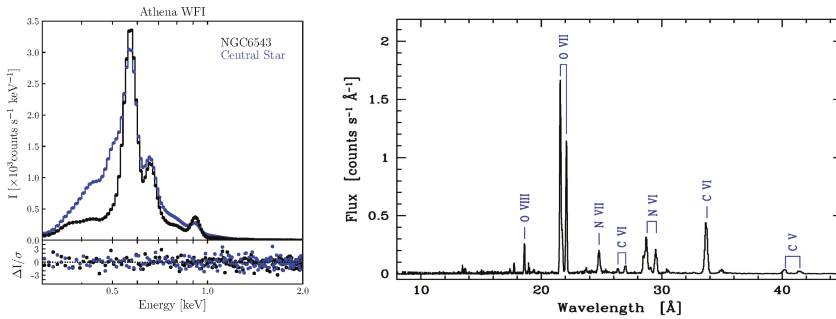 Athena WFI
NGC6543
Central Star
I [×10³counts s⁻¹ keV⁻¹]
3.5
3.0
2.5
2.0
1.5
1.0
0.5
0.0
ΔI/σ
3
0
-3
0.5
1.0
2.0
Energy [keV]
Flux [counts s⁻¹ Å⁻¹]
2
1.5
1
0.5
0
O VIII
O VII
N VII
C VI
N VI
C VI
C V
10
20
30
40
Wavelength [Å]